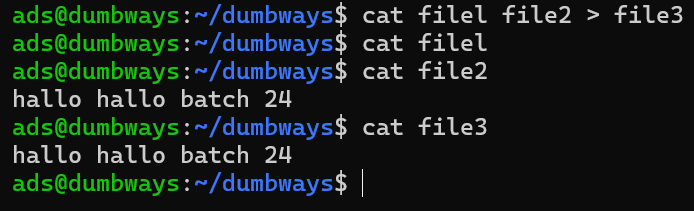 ads@dumbways:~/dumbways$ cat filel file2 > file3
ads@dumbways:~/dumbways$ cat filel
ads@dumbways:~/dumbways$ cat file2
hallo hallo batch 24
ads@dumbways:~/dumbways$ cat file3
hallo hallo batch 24
ads@dumbways:~/dumbways$